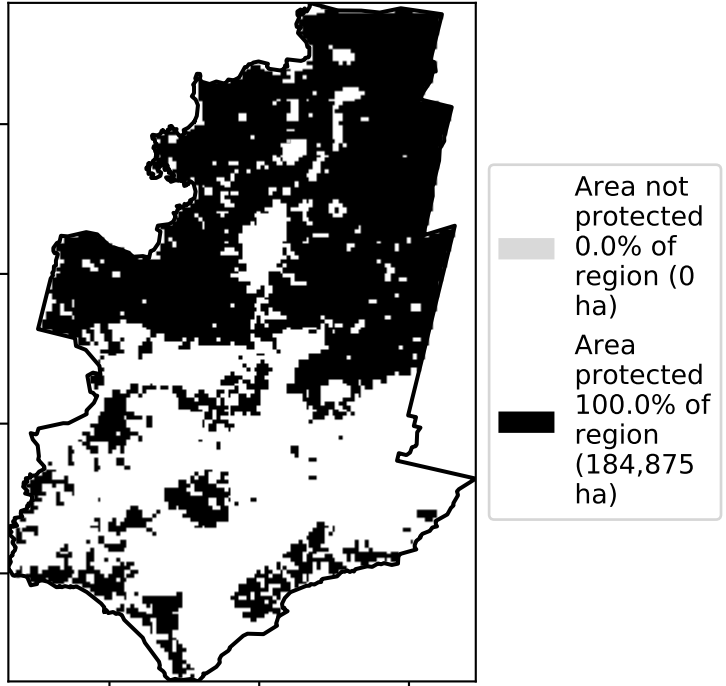 Area not
protected
0.0% of
region (0
ha)
Area
protected
100.0% of
region
(184,875
ha)